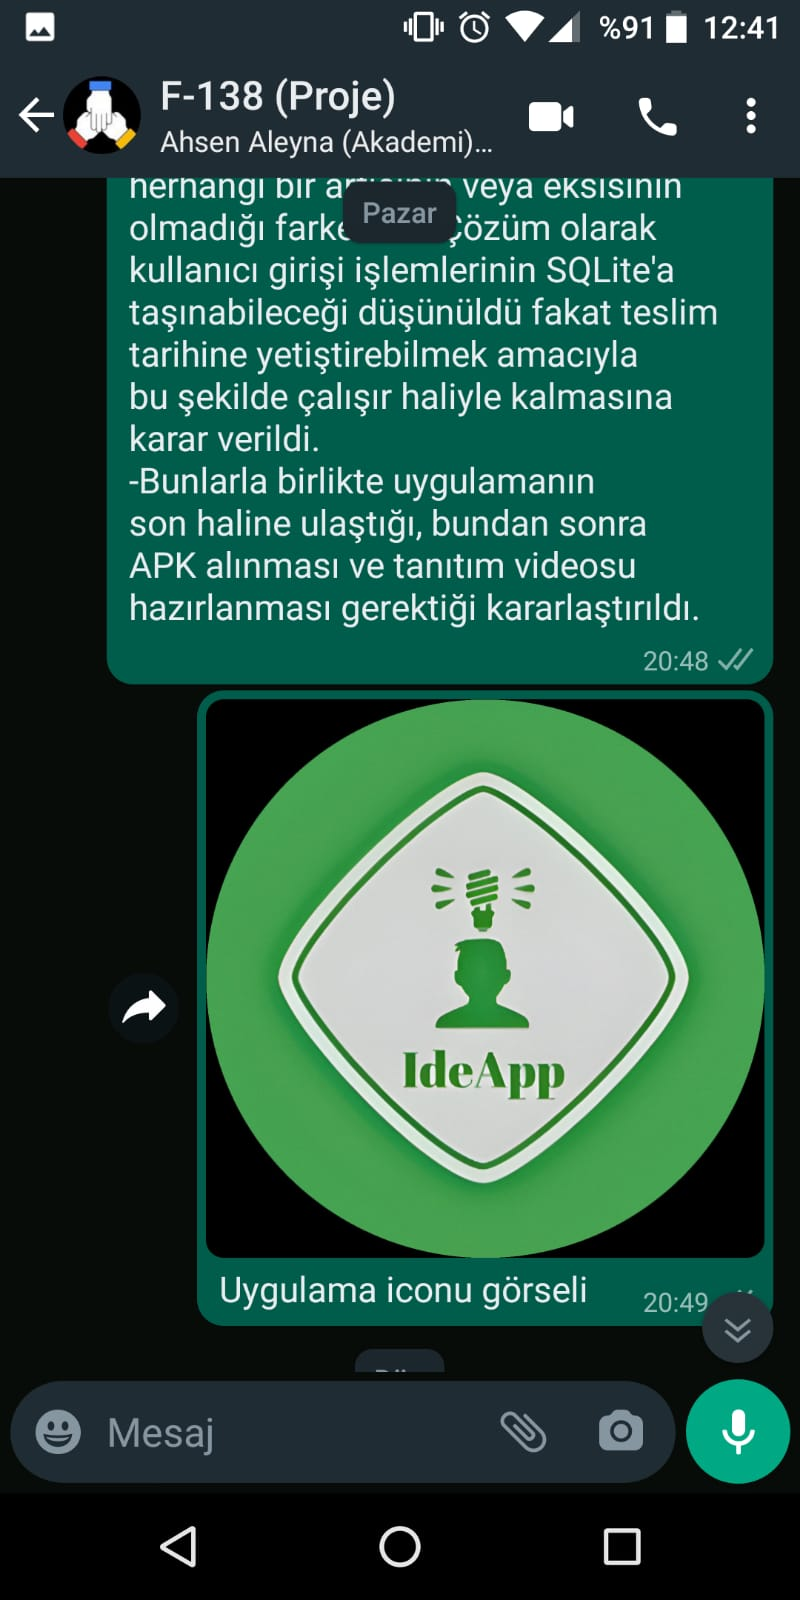 %91 12:41
F-138 (Proje)
Ahsen Aleyna (Akademi)...
Pazar
herhangi bir veya eksisinin
olmadığı çözüm olarak
kullanıcı girişi işlemlerinin SQLite'a
taşınabileceği düşünüldü fakat teslim
tarihine yetiştirebilmek amacıyla
bu şekilde çalışır haliyle kalmasına
karar verildi.
-Bunlarla birlikte uygulamanın
son haline ulaştığı, bundan sonra
APK alınması ve tanıtım videosu
hazırlanması gerektiği kararlaştırıldı.
20:48
IdeApp
Uygulama iconu görseli
20:49
Mesaj